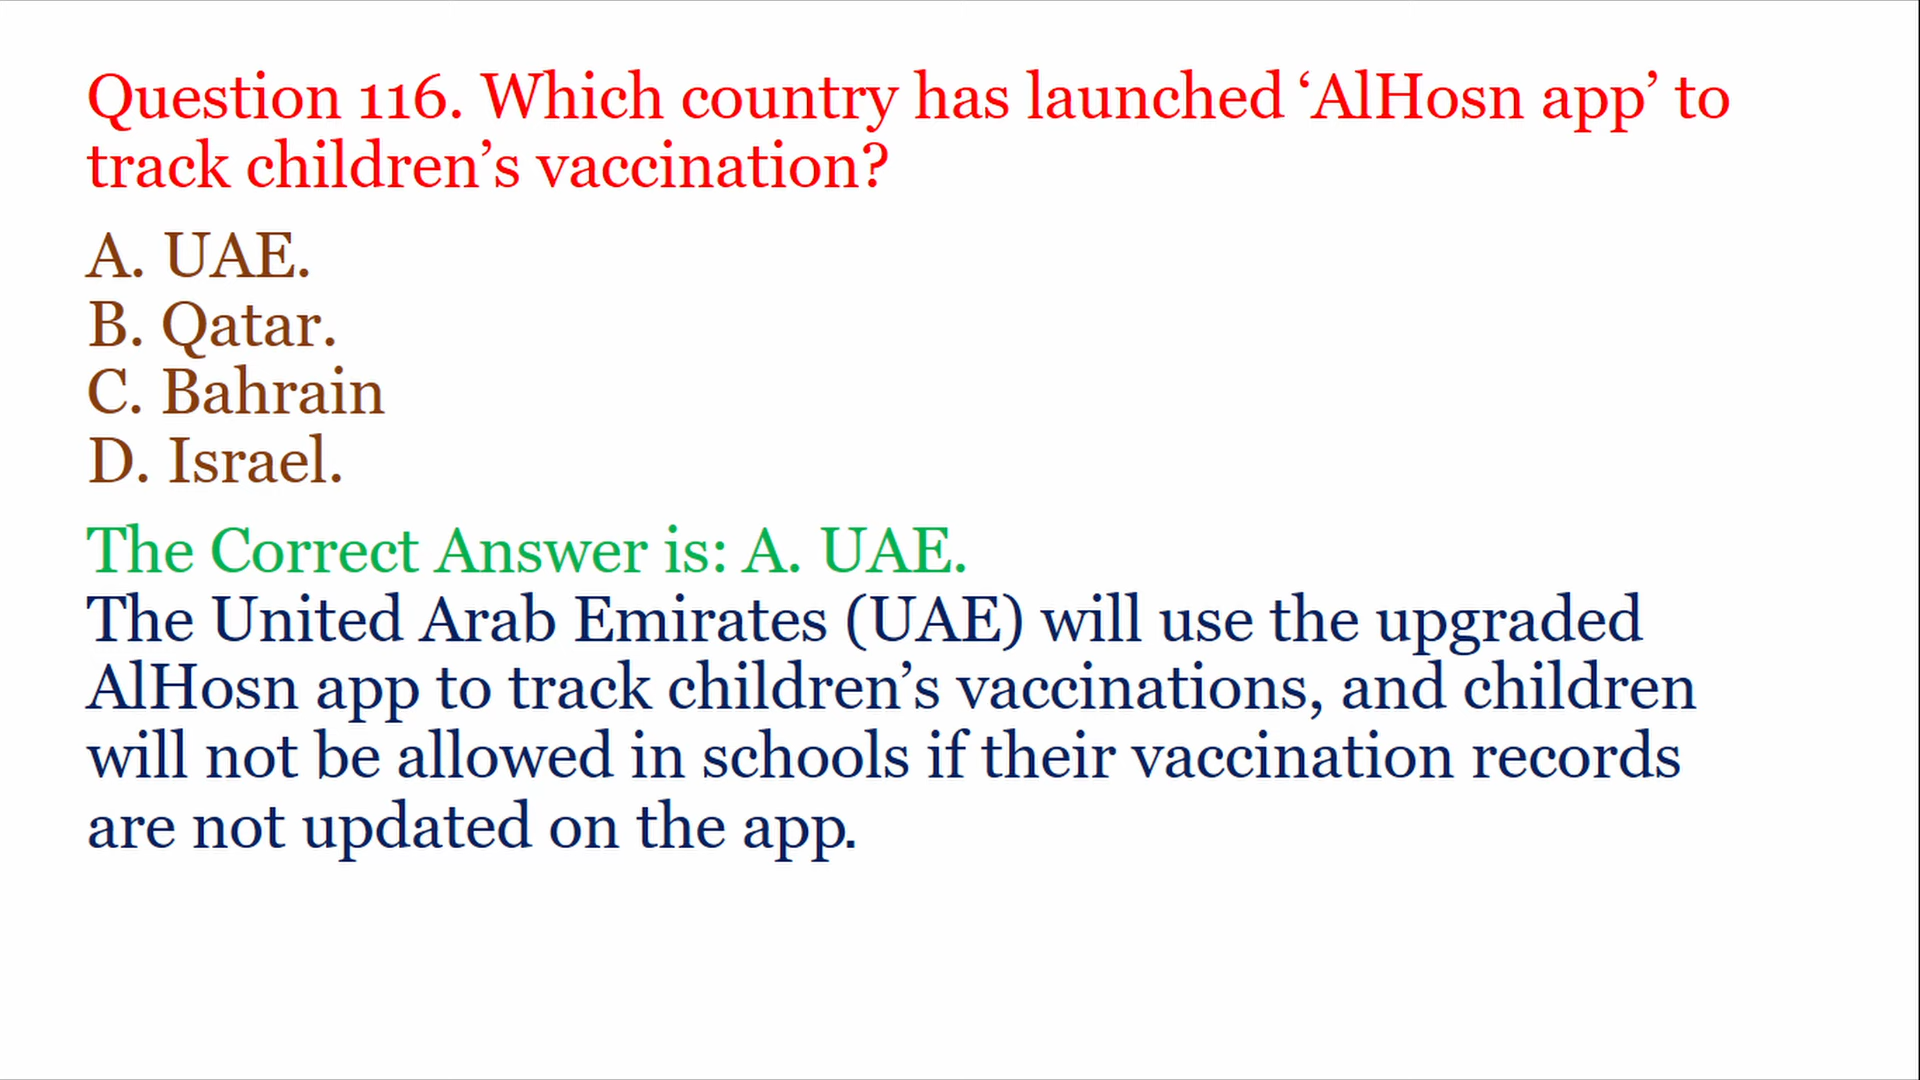 Question 116. Which country has launched ‘AlHosn app’ to
track children’s vaccination?
A. UAE.
B. Qatar.
C. Bahrain
D. Israel.
The Correct Answer is: A. UAE.
The United Arab Emirates (UAE) will use the upgraded
AlHosn app to track children’s vaccinations, and children
will not be allowed in schools if their vaccination records
are not updated on the app.